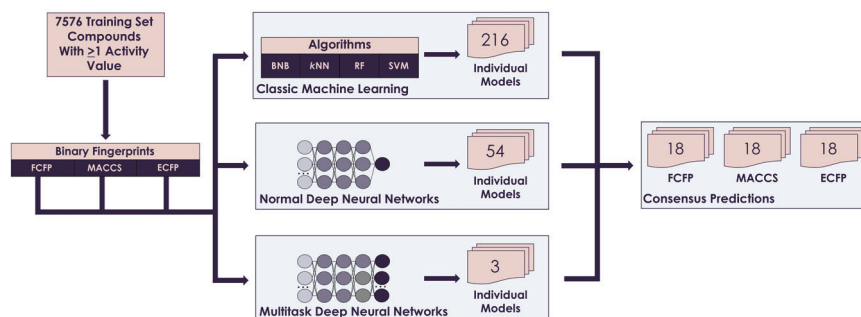 7576 Training Set
Compounds
With ≥1 Activity
Value
Binary Fingerprints
FCFP MACCS ECFP
Algorithms
BNB kNN RF SVM
Classic Machine Learning
216
Individual
Models
Normal Deep Neural Networks
54
Individual
Models
Multitask Deep Neural Networks
3
Individual
Models
18 18 18
FCFP MACCS ECFP
Consensus Predictions